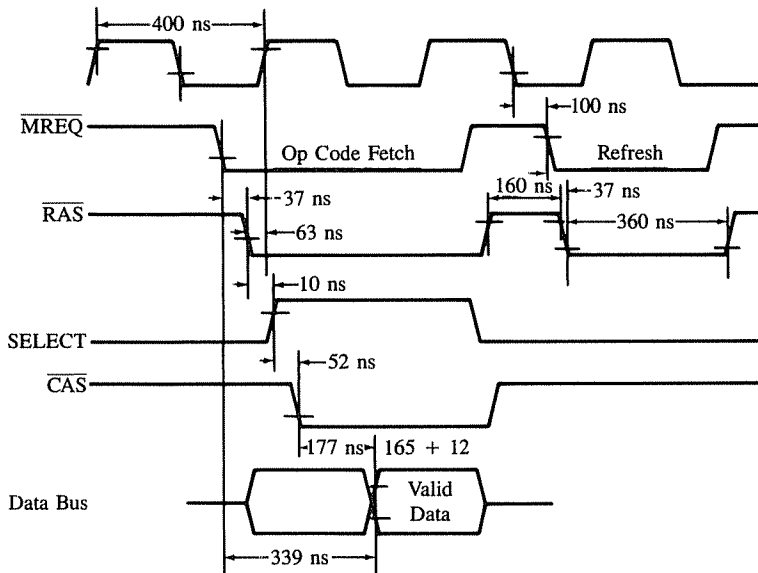 400 ns
100 ns
MREQ
Op Code Fetch
Refresh
37 ns
160 ns
37 ns
RAS
63 ns
360 ns
10 ns
SELECT
52 ns
CAS
177 ns
165 + 12
Data Bus
Valid
Data
339 ns